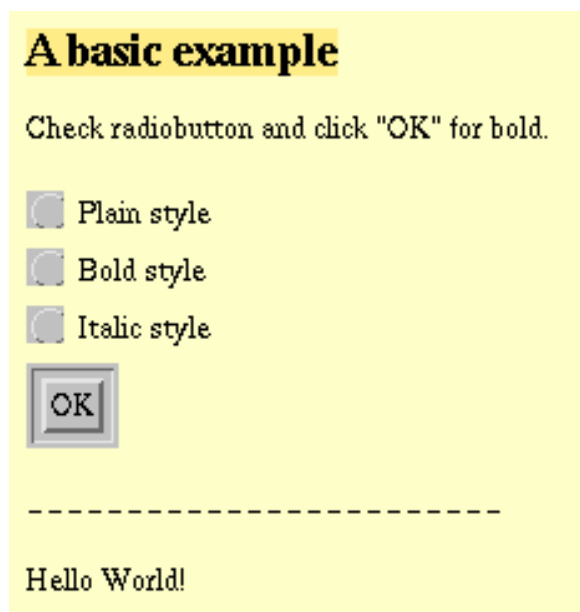 A basic example
Check radiobutton and click "OK" for bold.
Plain style
Bold style
Italic style
OK
------------------------
Hello World!